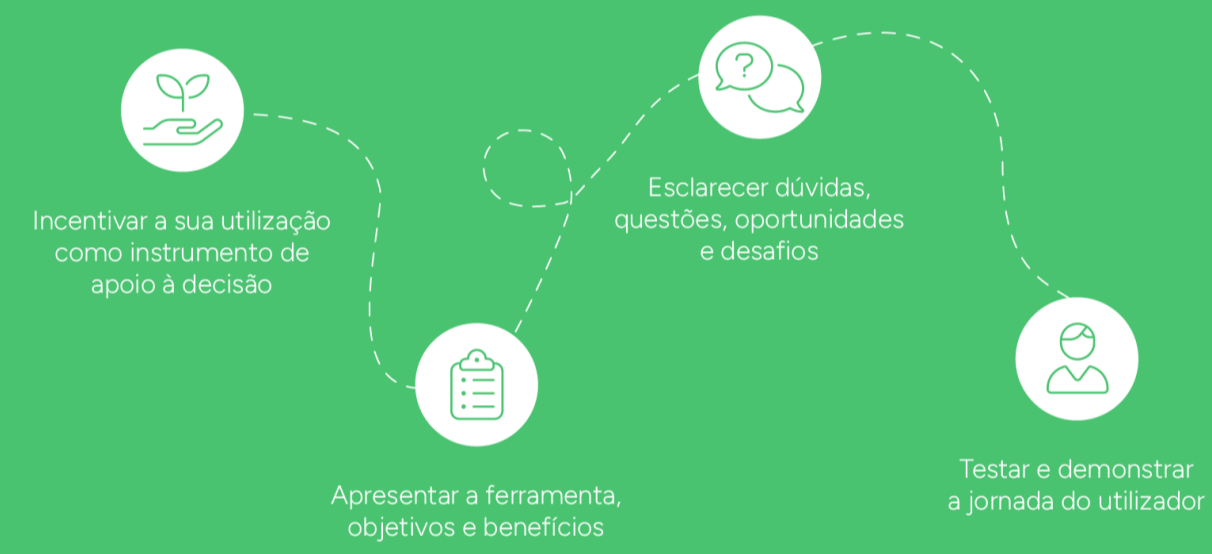 Incentivar a sua utilização
como instrumento de
apoio à decisão
Apresentar a ferramenta,
objetivos e benefícios
?
Esclarecer dúvidas,
questões, oportunidades
e desafios
Testar e demonstrar
a jornada do utilizador